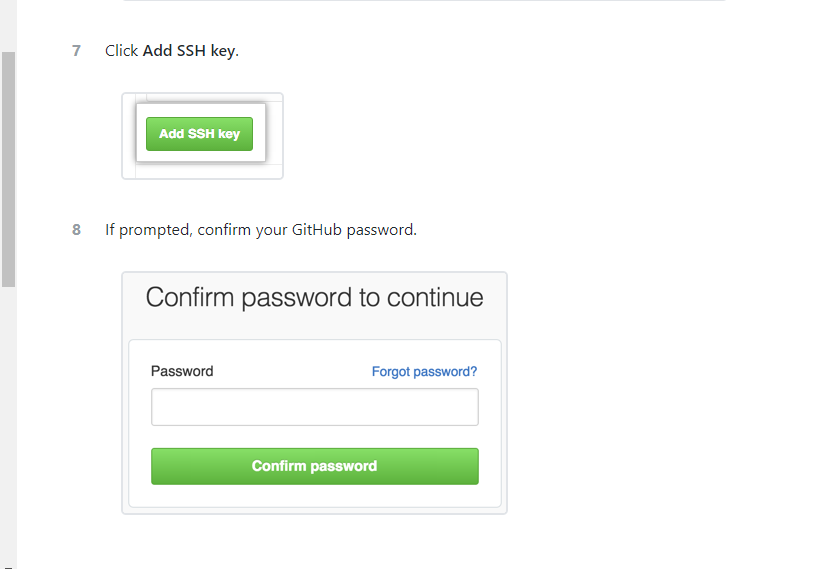 7 Click Add SSH key.
Add SSH key
8 If prompted, confirm your GitHub password.
Confirm password to continue
Password Forgot password?
Confirm password